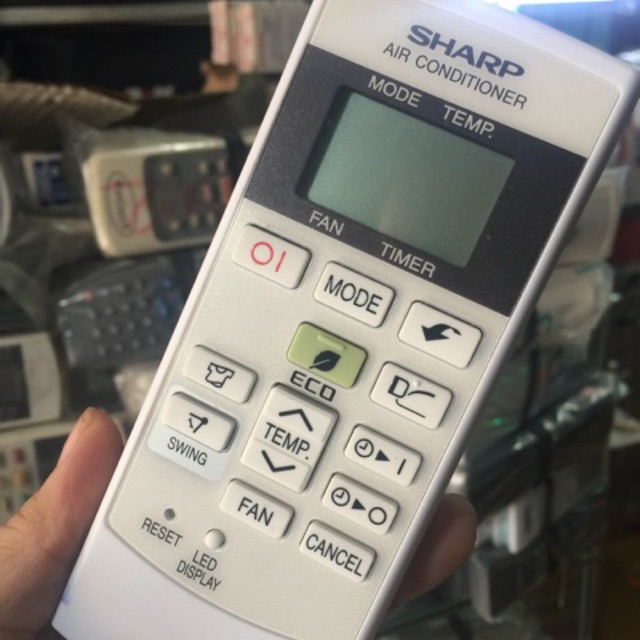 SHARP
AIR CONDITIONER
MODE TEMP.
FAN TIMER
MODE
ECO
TEMP.
SWING
FAN
CANCEL
RESET
LED
DISPLAY